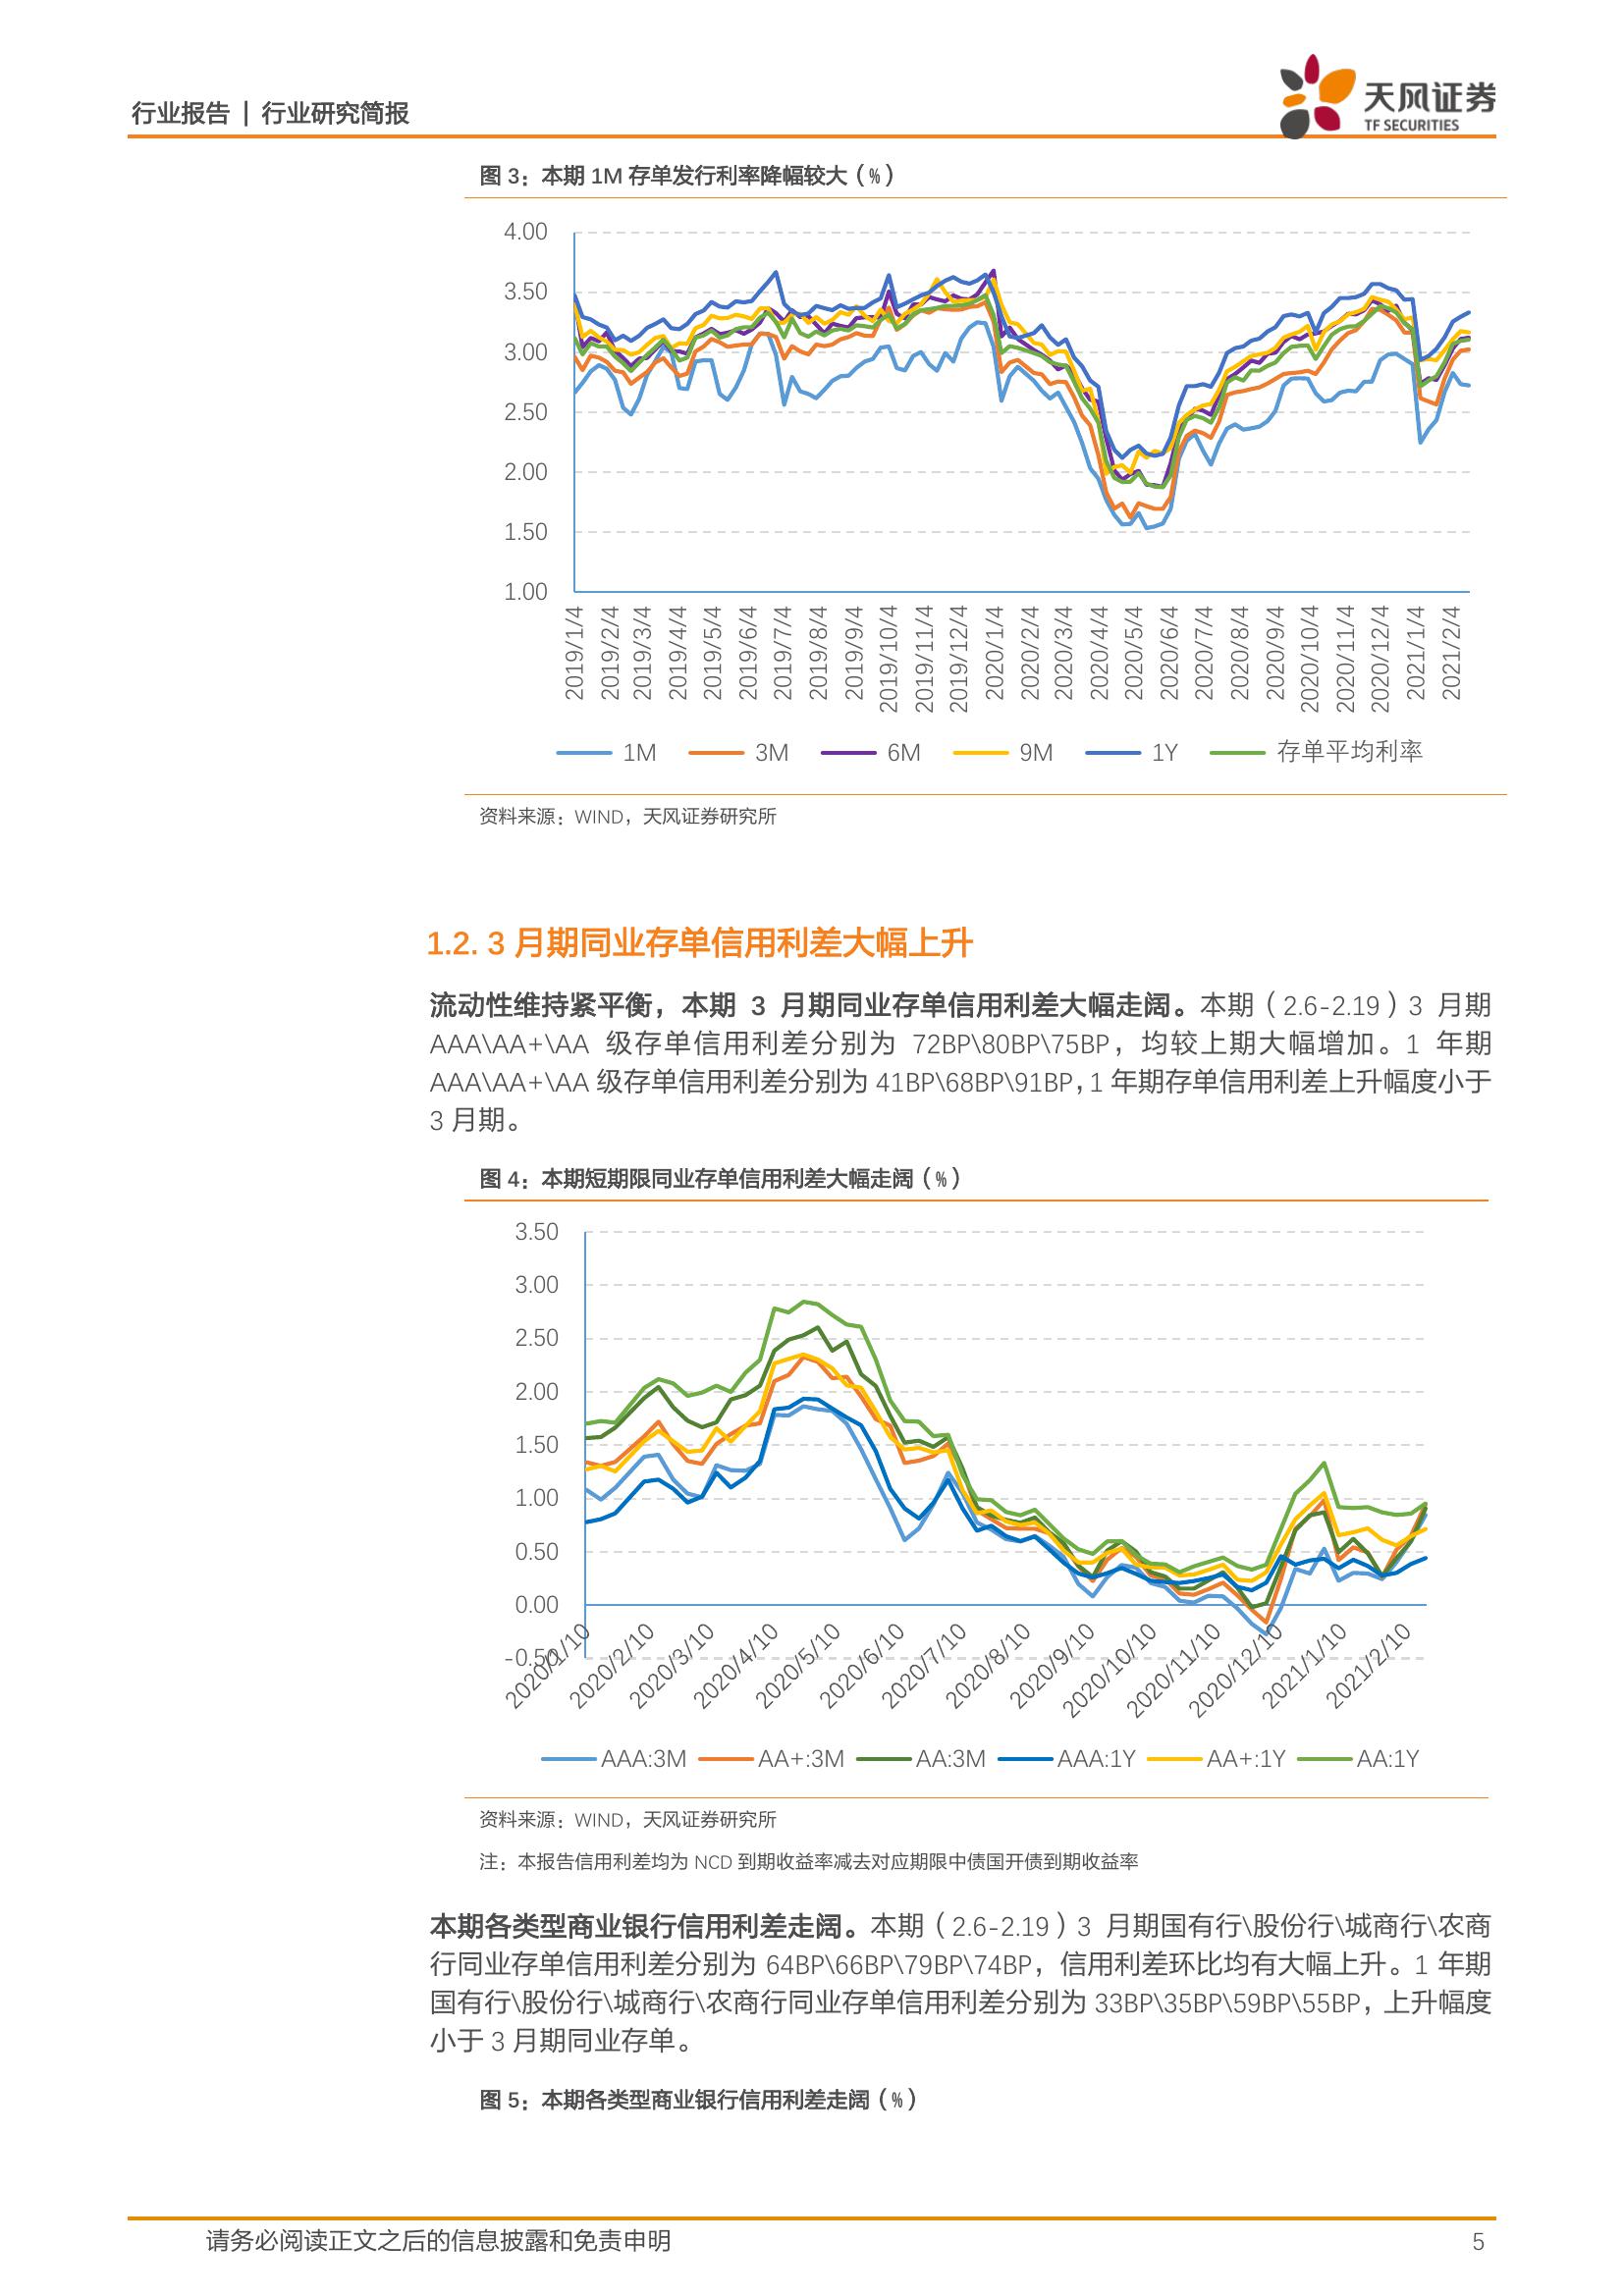 行业报告 | 行业研究简报
天风证券
TF SECURITIES
图 3：本期 1M 存单发行利率降幅较大（%）
4.00
3.50
3.00
2.50
2.00
1.50
1.00
2019/1/4
2019/2/4
2019/3/4
2019/4/4
2019/5/4
2019/6/4
2019/7/4
2019/8/4
2019/9/4
2019/10/4
2019/11/4
2019/12/4
2020/1/4
2020/2/4
2020/3/4
2020/4/4
2020/5/4
2020/6/4
2020/7/4
2020/8/4
2020/9/4
2020/10/4
2020/11/4
2020/12/4
2021/1/4
2021/2/4
1M 3M 6M 9M 1Y 存单平均利率
资料来源：WIND，天风证券研究所
1.2. 3 月期同业存单信用利差大幅上升
流动性维持紧平衡，本期 3 月期同业存单信用利差大幅走阔。本期（2.6-2.19）3 月期
AAA\AA+\AA 级存单信用利差分别为 72BP\80BP\75BP，均较上期大幅增加。1 年期
AAA\AA+\AA 级存单信用利差分别为 41BP\68BP\91BP，1 年期存单信用利差上升幅度小于
3 月期。
图 4：本期短期限同业存单信用利差大幅走阔（%）
3.50
3.00
2.50
2.00
1.50
1.00
0.50
0.00
-0.50
2020/1/10
2020/2/10
2020/3/10
2020/4/10
2020/5/10
2020/6/10
2020/7/10
2020/8/10
2020/9/10
2020/10/10
2020/11/10
2020/12/10
2021/1/10
2021/2/10
AAA:3M AA+:3M AA:3M AAA:1Y AA+:1Y AA:1Y
资料来源：WIND，天风证券研究所
注：本报告信用利差均为 NCD 到期收益率减去对应期限中债国开债到期收益率
本期各类型商业银行信用利差走阔。本期（2.6-2.19）3 月期国有行\股份行\城商行\农商
行同业存单信用利差分别为 64BP\66BP\79BP\74BP，信用利差环比均有大幅上升。1 年期
国有行\股份行\城商行\农商行同业存单信用利差分别为 33BP\35BP\59BP\55BP，上升幅度
小于 3 月期同业存单。
图 5：本期各类型商业银行信用利差走阔（%）
请务必阅读正文之后的信息披露和免责申明
5